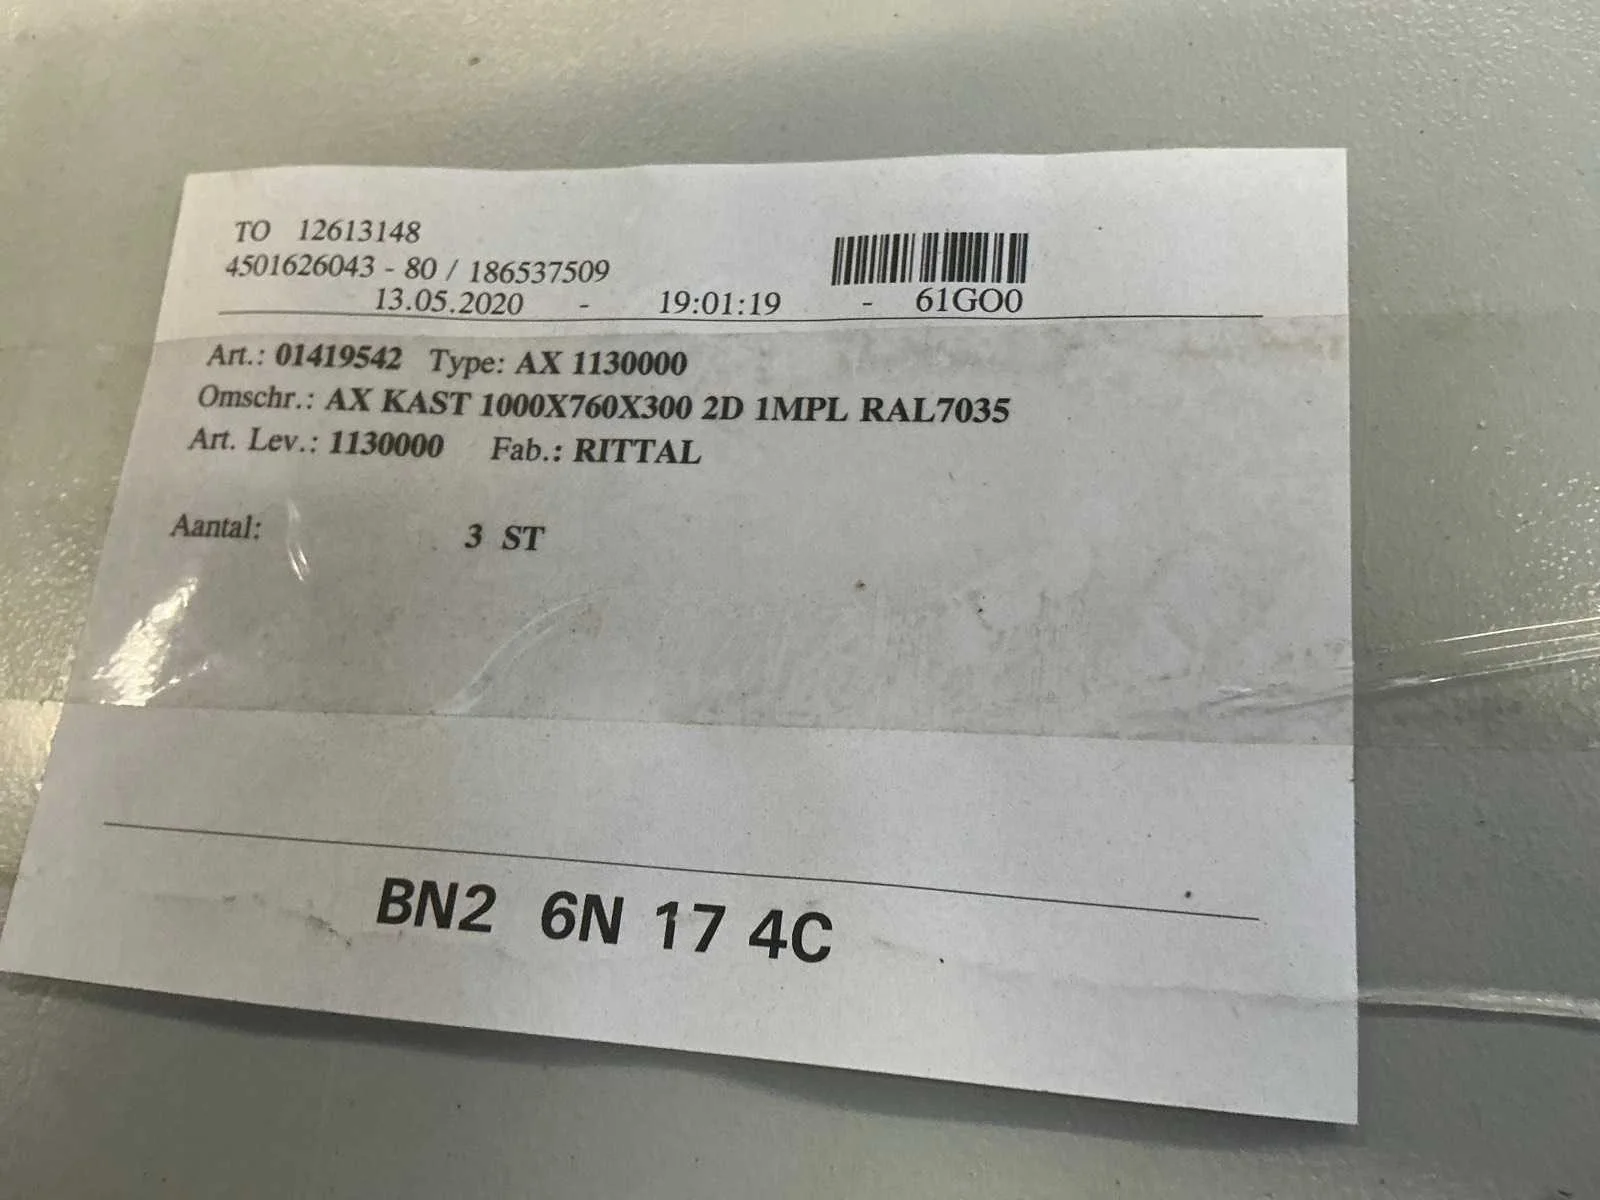 TO 12613148
4501626043 - 80 / 186537509
13.05.2020 - 19:01:19 - 61GO0
Art.: 01419542 Type: AX 1130000
Omschr.: AX KAST 1000X760X300 2D 1MPL RAL7035
Art. Lev.: 1130000 Fab.: RITTAL
Aantal: 3 ST
BN2 6N 17 4C